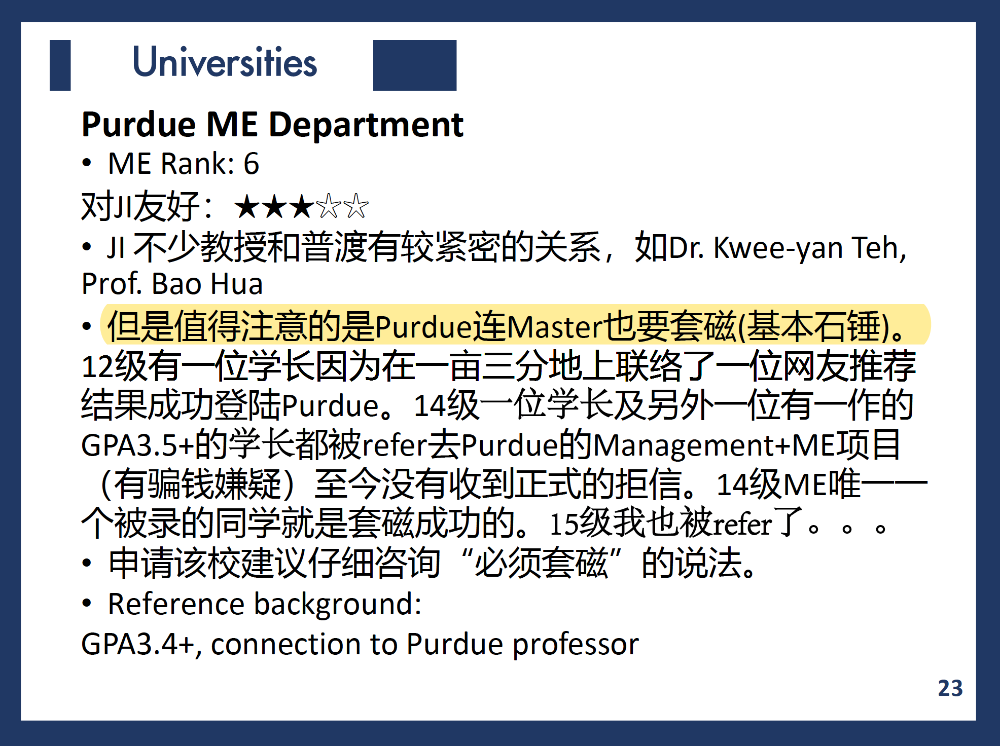 Universities
Purdue ME Department
• ME Rank: 6
对JI友好：★★★☆☆
• JI 不少教授和普渡有较紧密的关系，如Dr. Kwee-yan Teh,
Prof. Bao Hua
• 但是值得注意的是Purdue连Master也要套磁(基本石锤)。
12级有一位学长因为在一亩三分地上联络了一位网友推荐
结果成功登陆Purdue。14级一位学长及另外一位有一作的
GPA3.5+的学长都被refer去Purdue的Management+ME项目
（有骗钱嫌疑）至今没有收到正式的拒信。14级ME唯一一
个被录的同学就是套磁成功的。15级我也被refer了。。。
• 申请该校建议仔细咨询“必须套磁”的说法。
• Reference background:
GPA3.4+, connection to Purdue professor
23